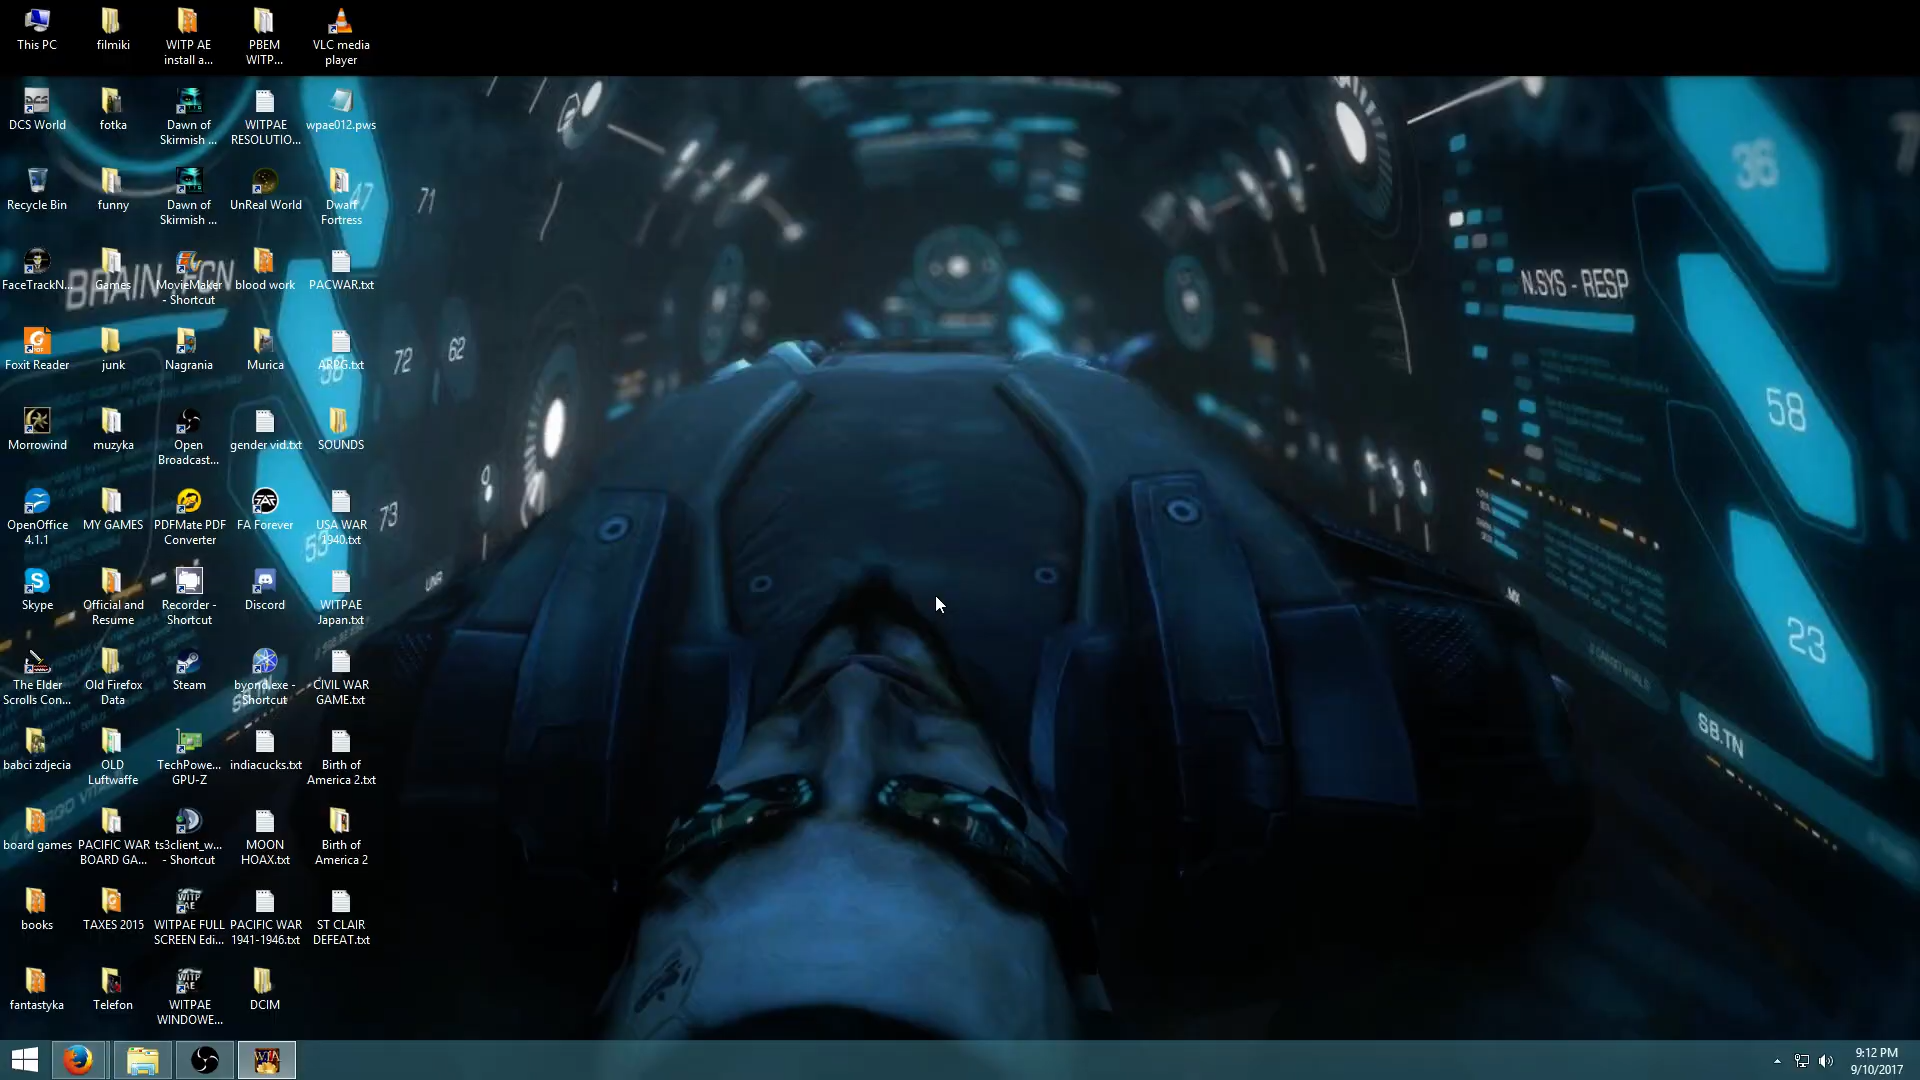 This PC
filmiki
WITP AE
install a...
PBEM
WITP...
VLC media
player
DCS World
fotka
Dawn of
Skirmish ...
WITPAE
RESOLUTIO...
wpae012.pws
Recycle Bin
funny
Dawn of
Skirmish ...
UnReal World
Dwarf
Fortress
FaceTrackN...
Games
MovieMaker
- Shortcut
blood work
PACWAR.txt
Foxit Reader
junk
Nagrania
Murica
ARPG.txt
Morrowind
muzyka
Open
Broadcast...
gender vid.txt
SOUNDS
OpenOffice
4.1.1
MY GAMES
PDFMate PDF
Converter
FA Forever
USA WAR
1940.txt
Skype
Official and
Resume
Recorder -
Shortcut
Discord
WITPAE
Japan.txt
The Elder
Scrolls Con...
Old Firefox
Data
Steam
byond.exe -
Shortcut
CIVIL WAR
GAME.txt
babci zdjecia
OLD
Luftwaffe
TechPowe...
GPU-Z
indiacucks.txt
Birth of
America 2.txt
board games
PACIFIC WAR
BOARD GA...
ts3client_w...
- Shortcut
MOON
HOAX.txt
Birth of
America 2
books
TAXES 2015
WITPAE FULL
SCREEN Edi...
PACIFIC WAR
1941-1946.txt
ST CLAIR
DEFEAT.txt
fantastyka
Telefon
WITPAE
WINDOWE...
DCIM
BRAIN .FCN
47
71
72
62
73
53
N.SYS - RESP
36
58
23
SB.TN
9:12 PM
9/10/2017